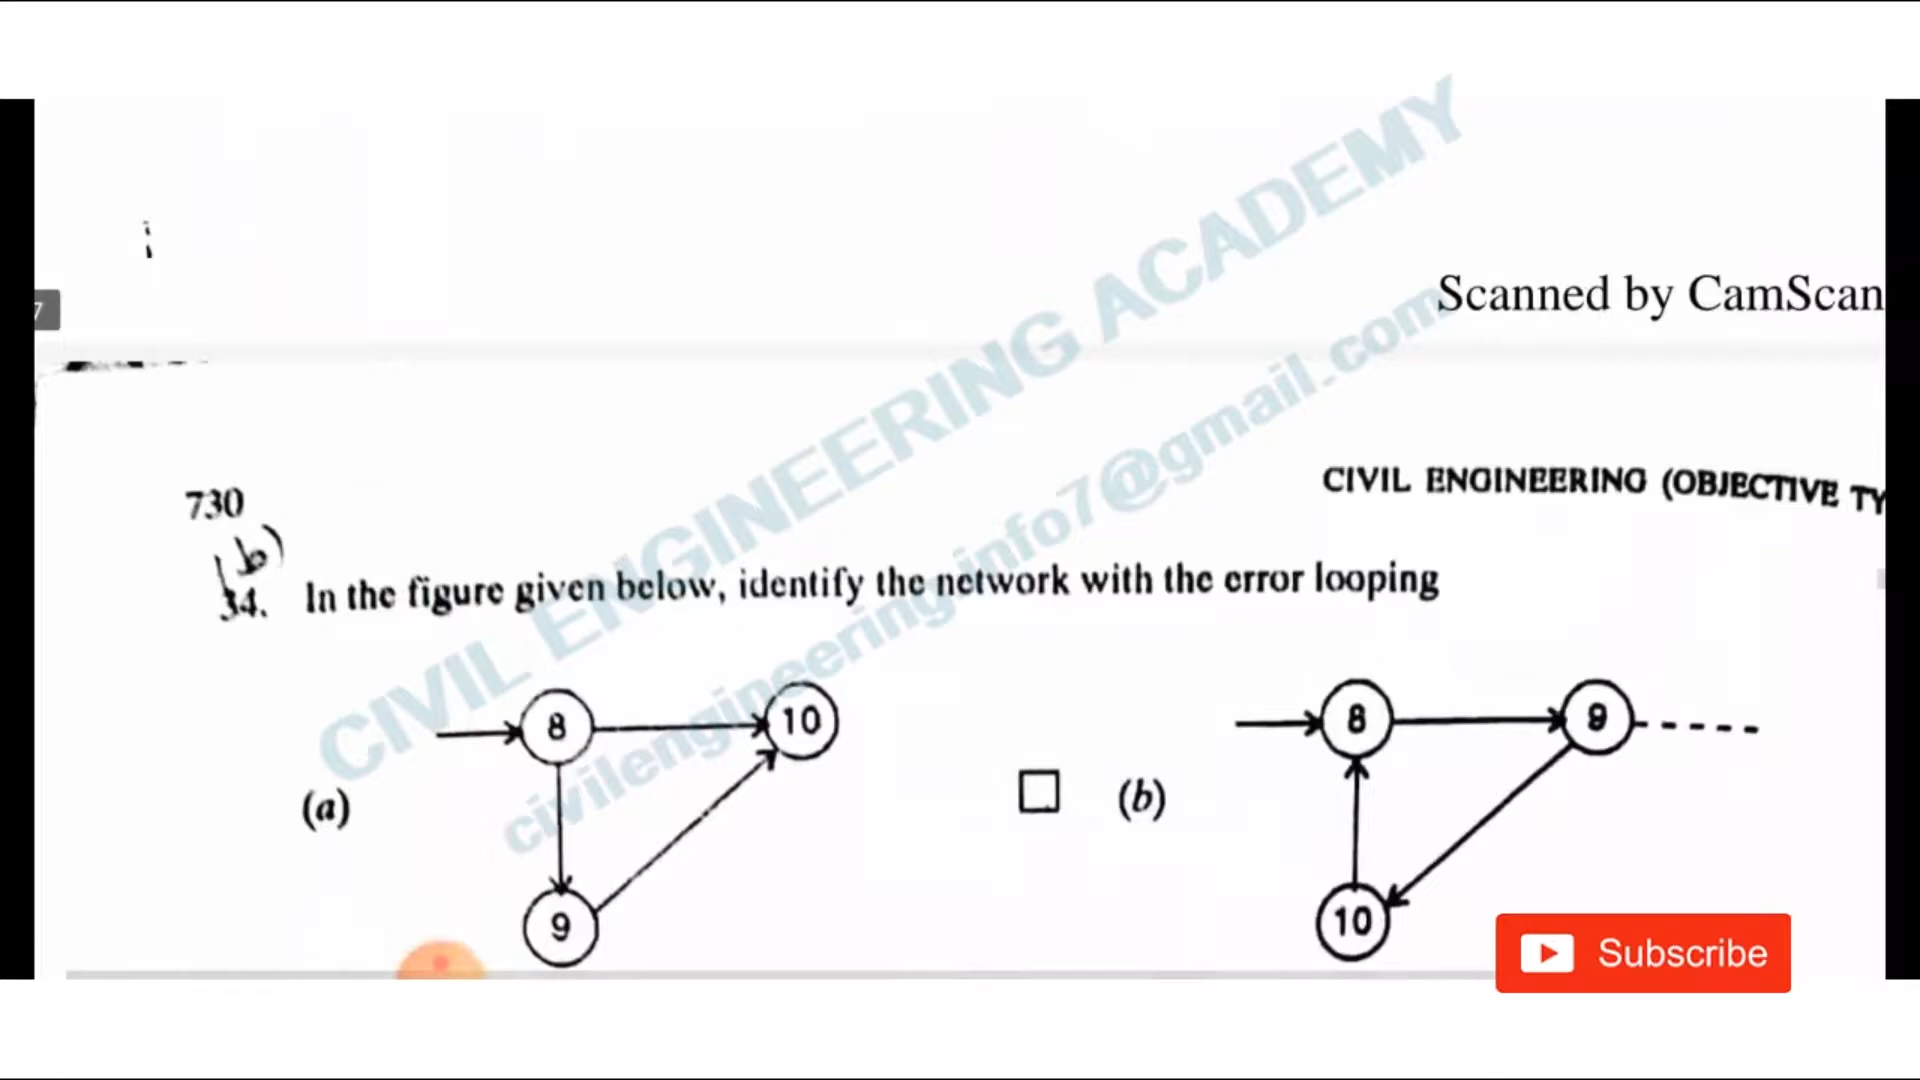 CIVIL ENGINEERING ACADEMY
civilengineeringinfo7@gmail.com
Scanned by CamScan
7
730
CIVIL ENGINEERING (OBJECTIVE TY
b)
34. In the figure given below, identify the network with the error looping
8
10
(a)
9
8
9
(b)
10
Subscribe